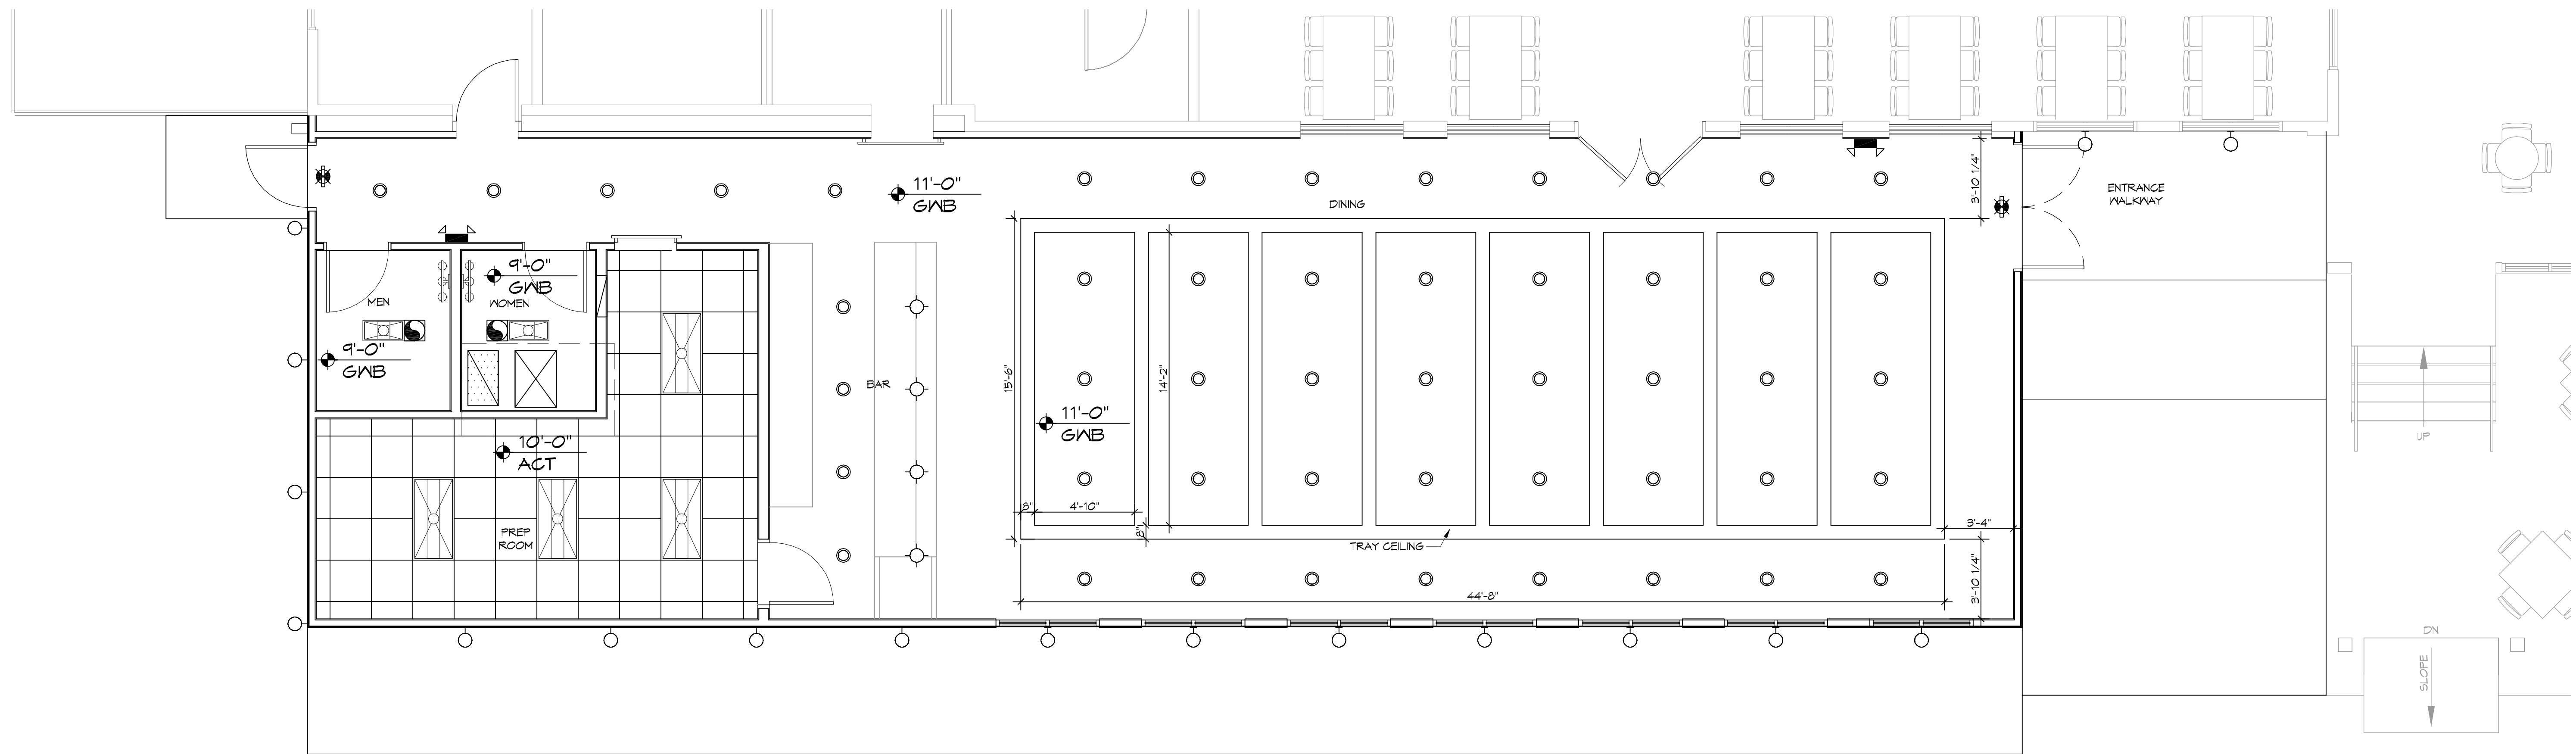 11'-0"
GWB
DINING
3'-10 1/4"
ENTRANCE
WALKWAY
9'-0"
GWB
MEN
WOMEN
9'-0"
GWB
BAR
15'-6"
14'-2"
11'-0"
GWB
10'-0"
ACT
UP
8"
4'-10"
8"
3'-4"
PREP
ROOM
TRAY CEILING
3'-10 1/4"
44'-8"
DN
SLOPE